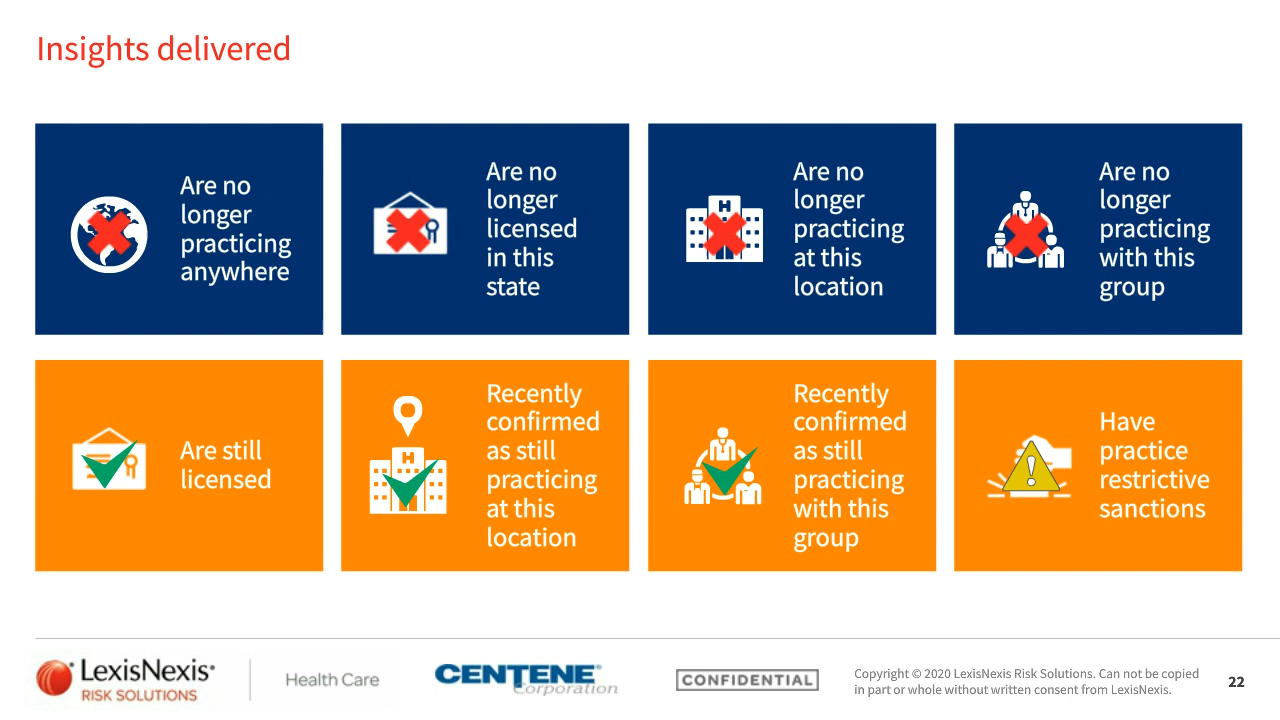 Insights delivered
Are no
longer
practicing
anywhere
Are no
longer
licensed
in this
state
Are no
longer
practicing
at this
location
Are no
longer
practicing
with this
group
Are still
licensed
Recently
confirmed
as still
practicing
at this
location
Recently
confirmed
as still
practicing
with this
group
Have
practice
restrictive
sanctions
H
H
LexisNexis®
RISK SOLUTIONS
Health Care
CENTENE®
Corporation
CONFIDENTIAL
Copyright © 2020 LexisNexis Risk Solutions. Can not be copied
in part or whole without written consent from LexisNexis.
22